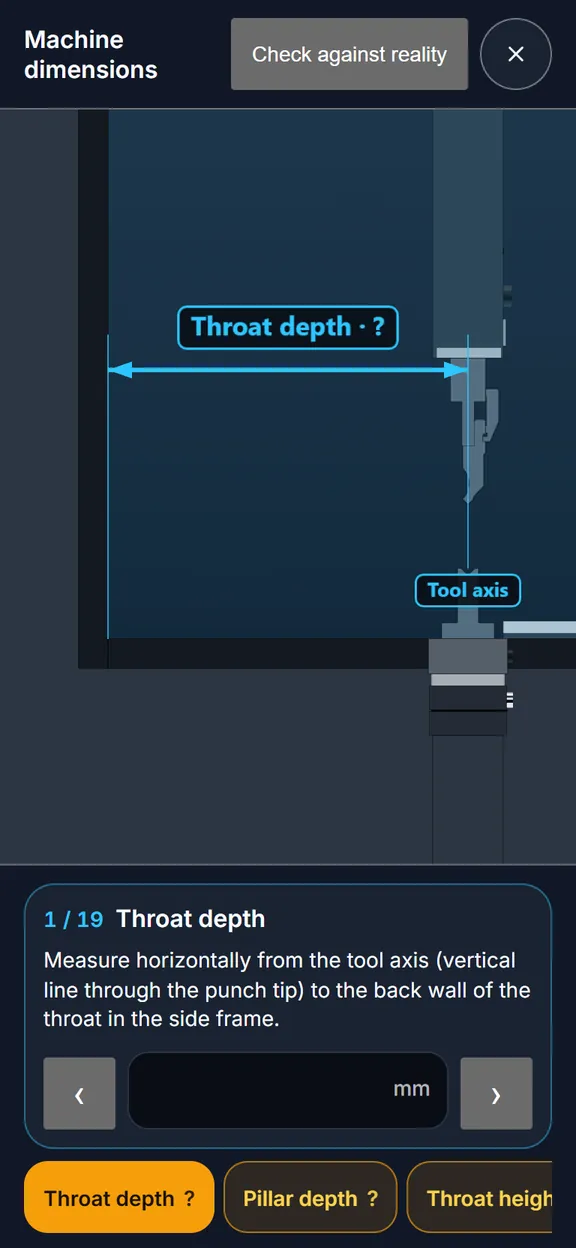 Machine
dimensions
Check against reality
×
Throat depth · ?
Tool axis
1 / 19 Throat depth
Measure horizontally from the tool axis (vertical
line through the punch tip) to the back wall of the
throat in the side frame.
‹
mm
›
Throat depth ?
Pillar depth ?
Throat heigh